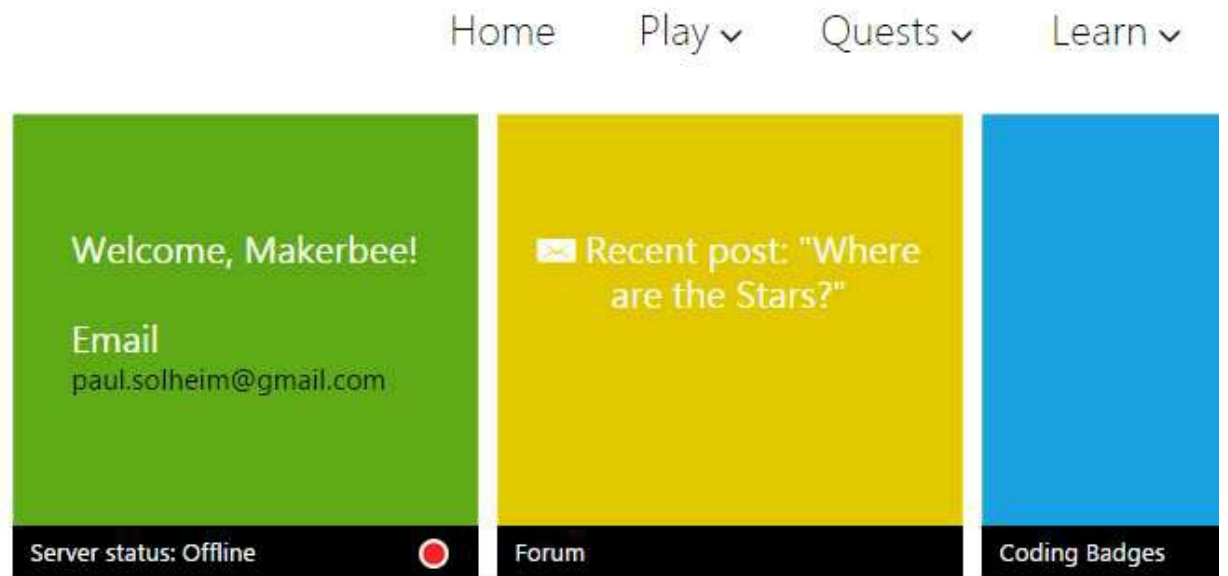 Home Play Quests Learn
Welcome, Makerbee!
Email
paul.solheim@gmail.com
Server status: Offline
Recent post: "Where
are the Stars?"
Forum
Coding Badges